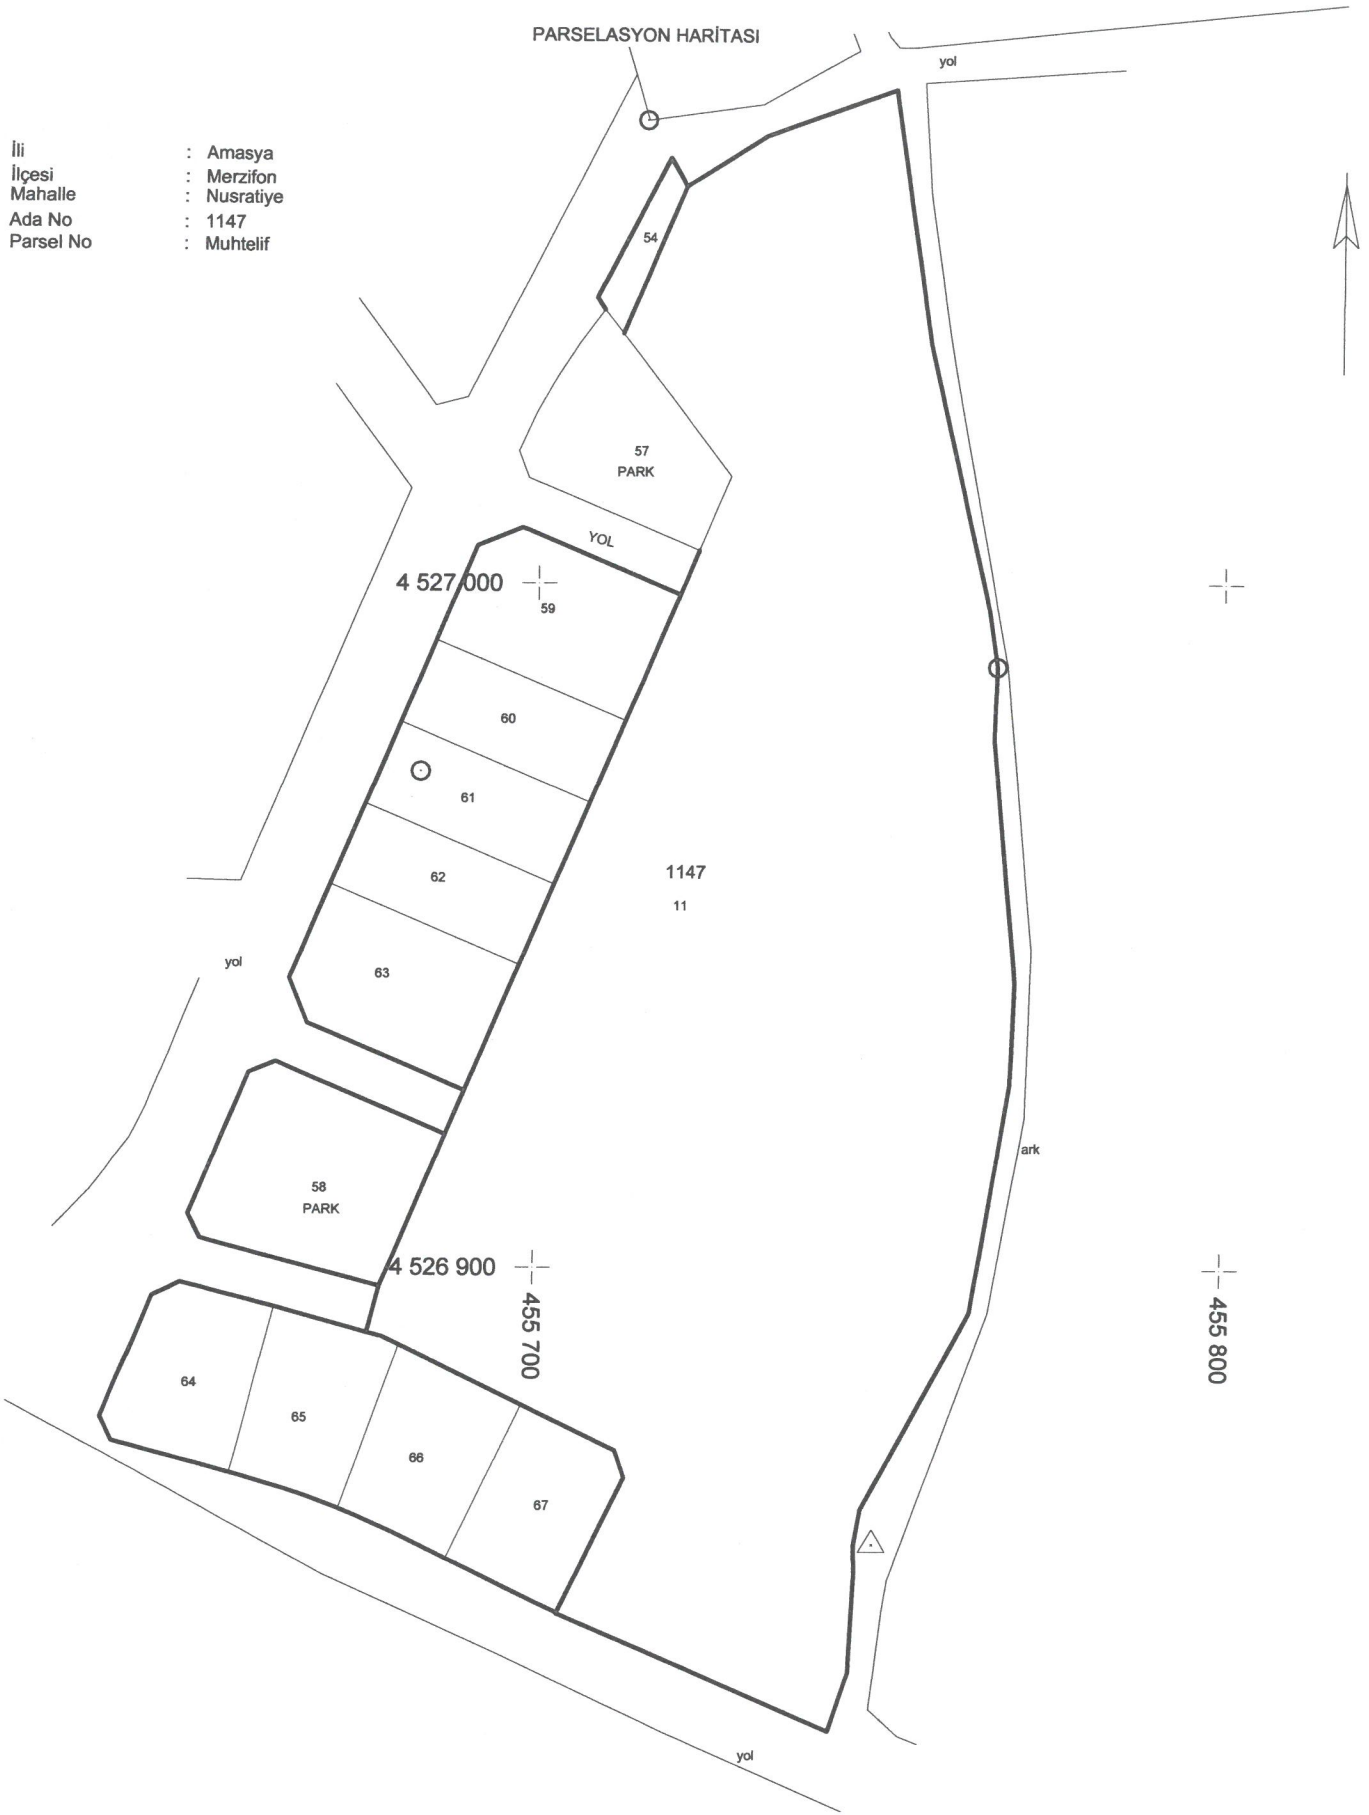 PARSELASYON HARİTASI
yol
İli : Amasya
İlçesi : Merzifon
Mahalle : Nusratiye
Ada No : 1147
Parsel No : Muhtelif
54
57
PARK
YOL
4 527 000
59
60
61
62
1147
11
63
yol
ark
58
PARK
4 526 900
455 700
455 800
64
65
66
67
yol